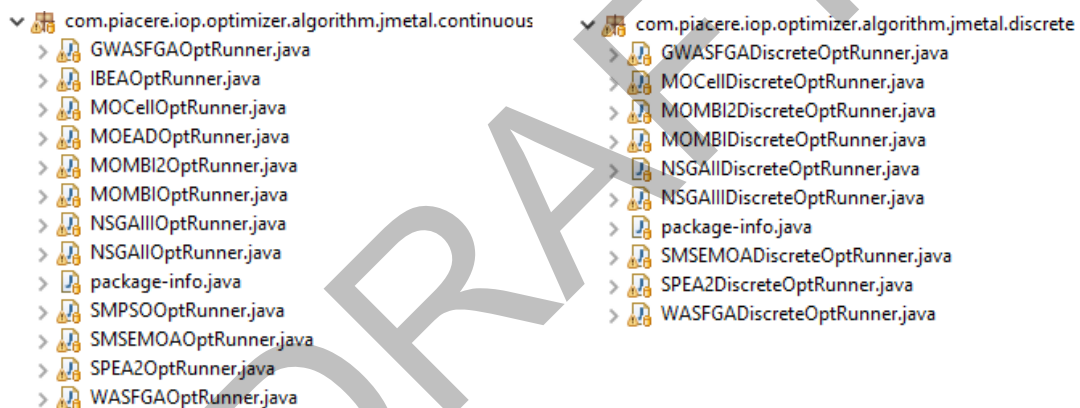 com.piacere.iop.optimizer.algorithm.jmetal.continuous
GWASFGAOptRunner.java
IBEAOptRunner.java
MOCellOptRunner.java
MOEADOptRunner.java
MOMBI2OptRunner.java
MOMBIOptRunner.java
NSGAIIIOptRunner.java
NSGAIIOptRunner.java
package-info.java
SMPSOOptRunner.java
SMSEMOAOptRunner.java
SPEA2OptRunner.java
WASFGAOptRunner.java
com.piacere.iop.optimizer.algorithm.jmetal.discrete
GWASFGADiscreteOptRunner.java
MOCellDiscreteOptRunner.java
MOMBI2DiscreteOptRunner.java
MOMBIDiscreteOptRunner.java
NSGAIIDiscreteOptRunner.java
NSGAIIIDiscreteOptRunner.java
package-info.java
SMSEMOADiscreteOptRunner.java
SPEA2DiscreteOptRunner.java
WASFGADiscreteOptRunner.java
DRAFT